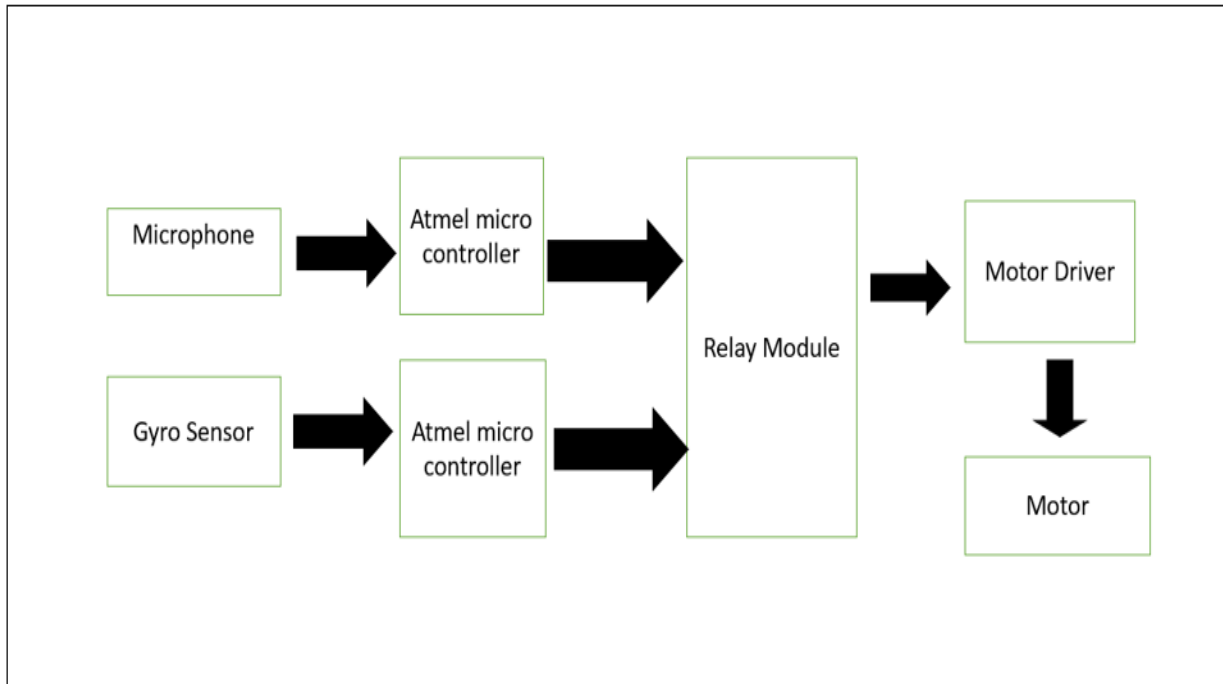 Microphone
Atmel micro
controller
Gyro Sensor
Atmel micro
controller
Relay Module
Motor Driver
Motor